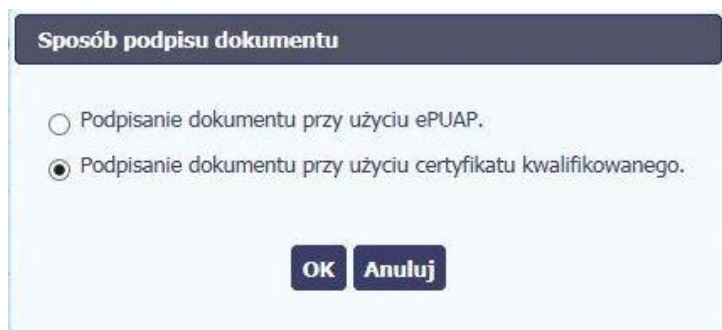 Sposób podpisu dokumentu
Podpisanie dokumentu przy użyciu ePUAP.
Podpisanie dokumentu przy użyciu certyfikatu kwalifikowanego.
OK Anuluj